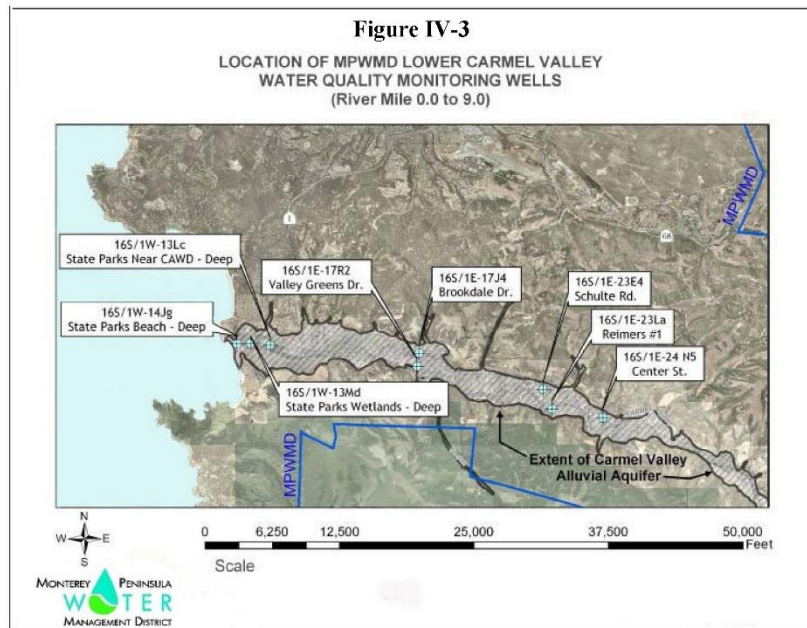 Figure IV-3
LOCATION OF MPWMD LOWER CARMEL VALLEY
WATER QUALITY MONITORING WELLS
(River Mile 0.0 to 9.0)
MPWMD
1
68
16S/1W-13Lc
State Parks Near CAWD - Deep
16S/1E-17R2
Valley Greens Dr.
16S/1E-17J4
Brookdale Dr.
16S/1E-23E4
Schulte Rd.
16S/1W-14Jg
State Parks Beach - Deep
16S/1E-23La
Reimers #1
16S/1E-24 N5
Center St.
16S/1W-13Md
State Parks Wetlands - Deep
MPWMD
Extent of Carmel Valley
Alluvial Aquifer
N
W E
S
0 6,250 12,500 25,000 37,500 50,000
Feet
Scale
MONTEREY PENINSULA
WATER
MANAGEMENT DISTRICT